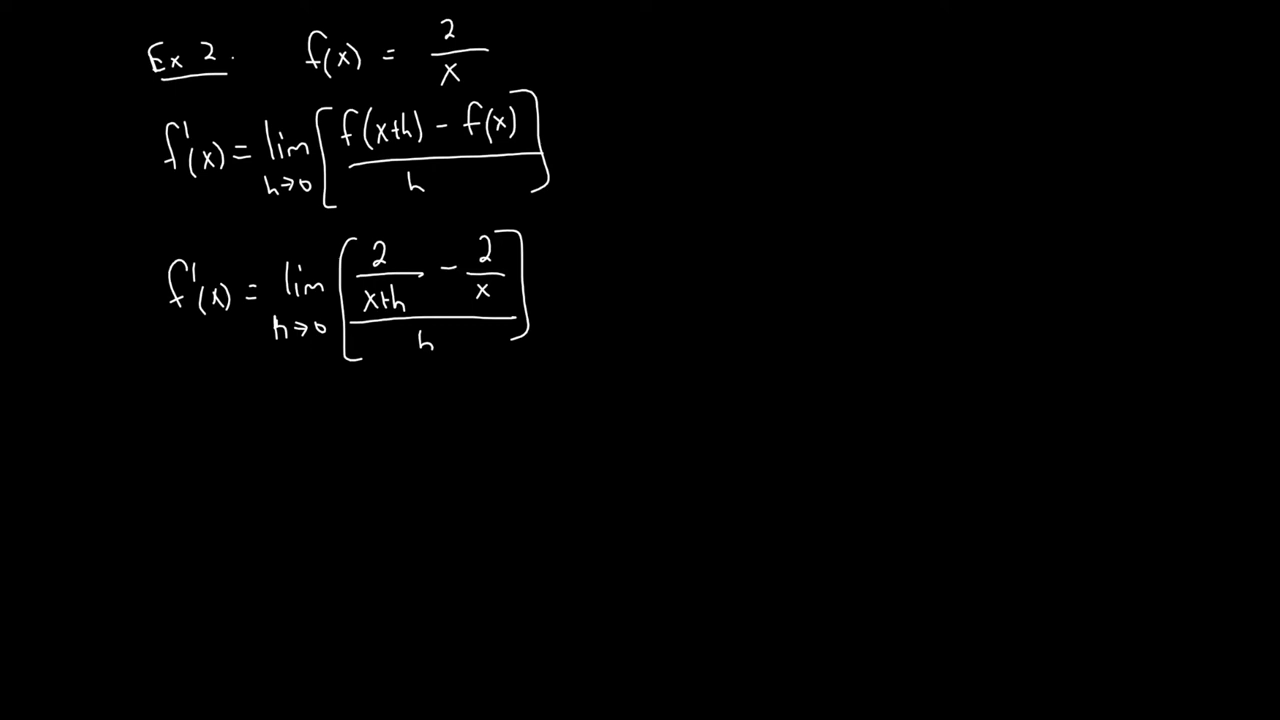 Ex 2. f(x) = 2/x
f'(x) = lim h→0 [f(x+h) - f(x) / h]
f'(x) = lim h→0 [2/x+h - 2/x / h]